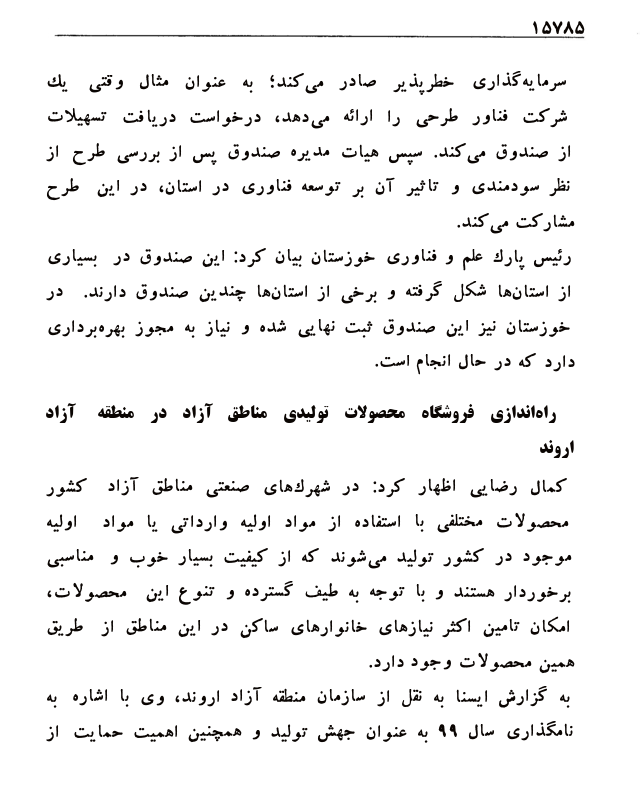 ۱۵۷۸۵
سرمایه‌گذاری خطرپذیر صادر می‌کند؛ به عنوان مثال وقتی یك
شرکت فناور طرحی را ارائه می‌دهد، درخواست دریافت تسهیلات
از صندوق می‌کند. سپس هیات مدیره صندوق پس از بررسی طرح از
نظر سودمندی و تاثیر آن بر توسعه فناوری در استان، در این طرح
مشارکت می‌کند.
رئیس پارك علم و فناوری خوزستان بیان کرد: این صندوق در بسیاری
از استان‌ها شکل گرفته و برخی از استان‌ها چندین صندوق دارند. در
خوزستان نیز این صندوق ثبت نهایی شده و نیاز به مجوز بهره‌برداری
دارد که در حال انجام است.
راه‌اندازی فروشگاه محصولات تولیدی مناطق آزاد در منطقه آزاد
اروند
کمال رضایی اظهار کرد: در شهرك‌های صنعتی مناطق آزاد کشور
محصولات مختلفی با استفاده از مواد اولیه وارداتی یا مواد اولیه
موجود در کشور تولید می‌شوند که از کیفیت بسیار خوب و مناسبی
برخوردار هستند و با توجه به طیف گسترده و تنوع این محصولات،
امکان تامین اکثر نیازهای خانوارهای ساکن در این مناطق از طریق
همین محصولات وجود دارد.
به گزارش ایسنا به نقل از سازمان منطقه آزاد اروند، وی با اشاره به
نامگذاری سال ۹۹ به عنوان جهش تولید و همچنین اهمیت حمایت از